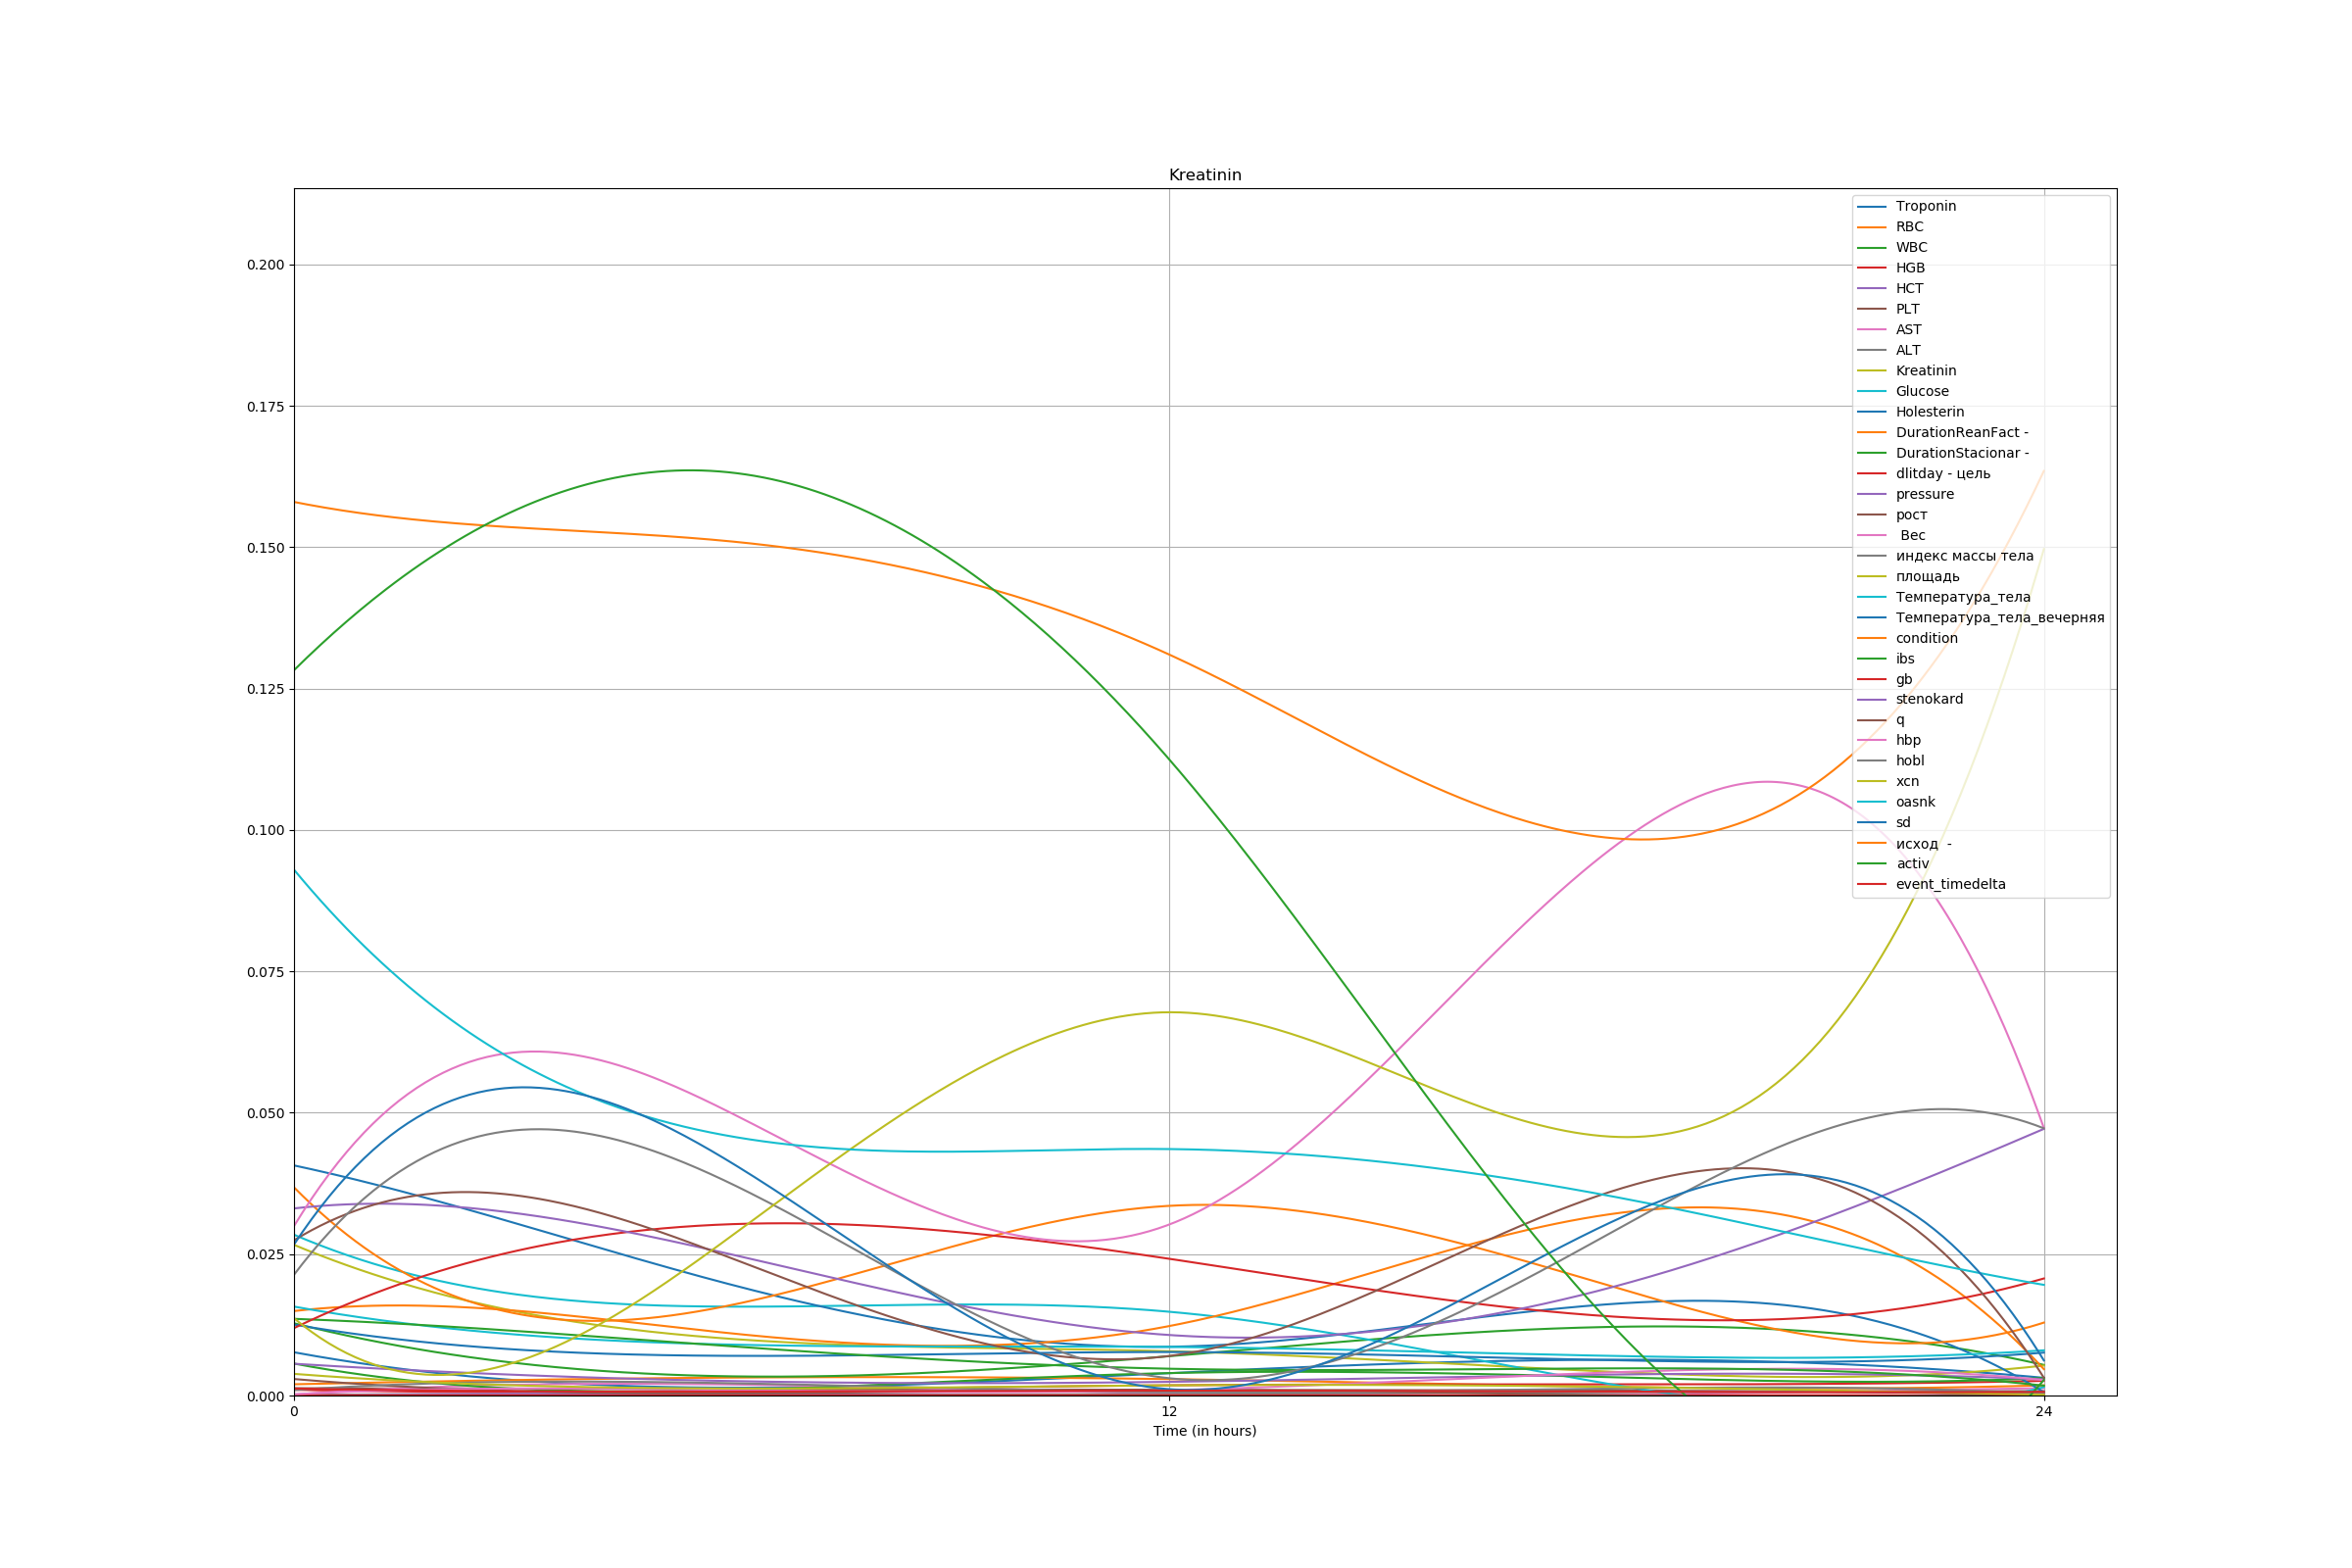 Kreatinin
0.200
0.175
0.150
0.125
0.100
0.075
0.050
0.025
0.000
0
12
24
Time (in hours)
Troponin
RBC
WBC
HGB
HCT
PLT
AST
ALT
Kreatinin
Glucose
Holesterin
DurationReanFact -
DurationStacionar -
dlitday - цель
pressure
рост
Вес
индекс массы тела
площадь
Температура_тела
Температура_тела_вечерняя
condition
ibs
gb
stenokard
q
hbp
hobl
xcn
oasnk
sd
исход  -
activ
event_timedelta